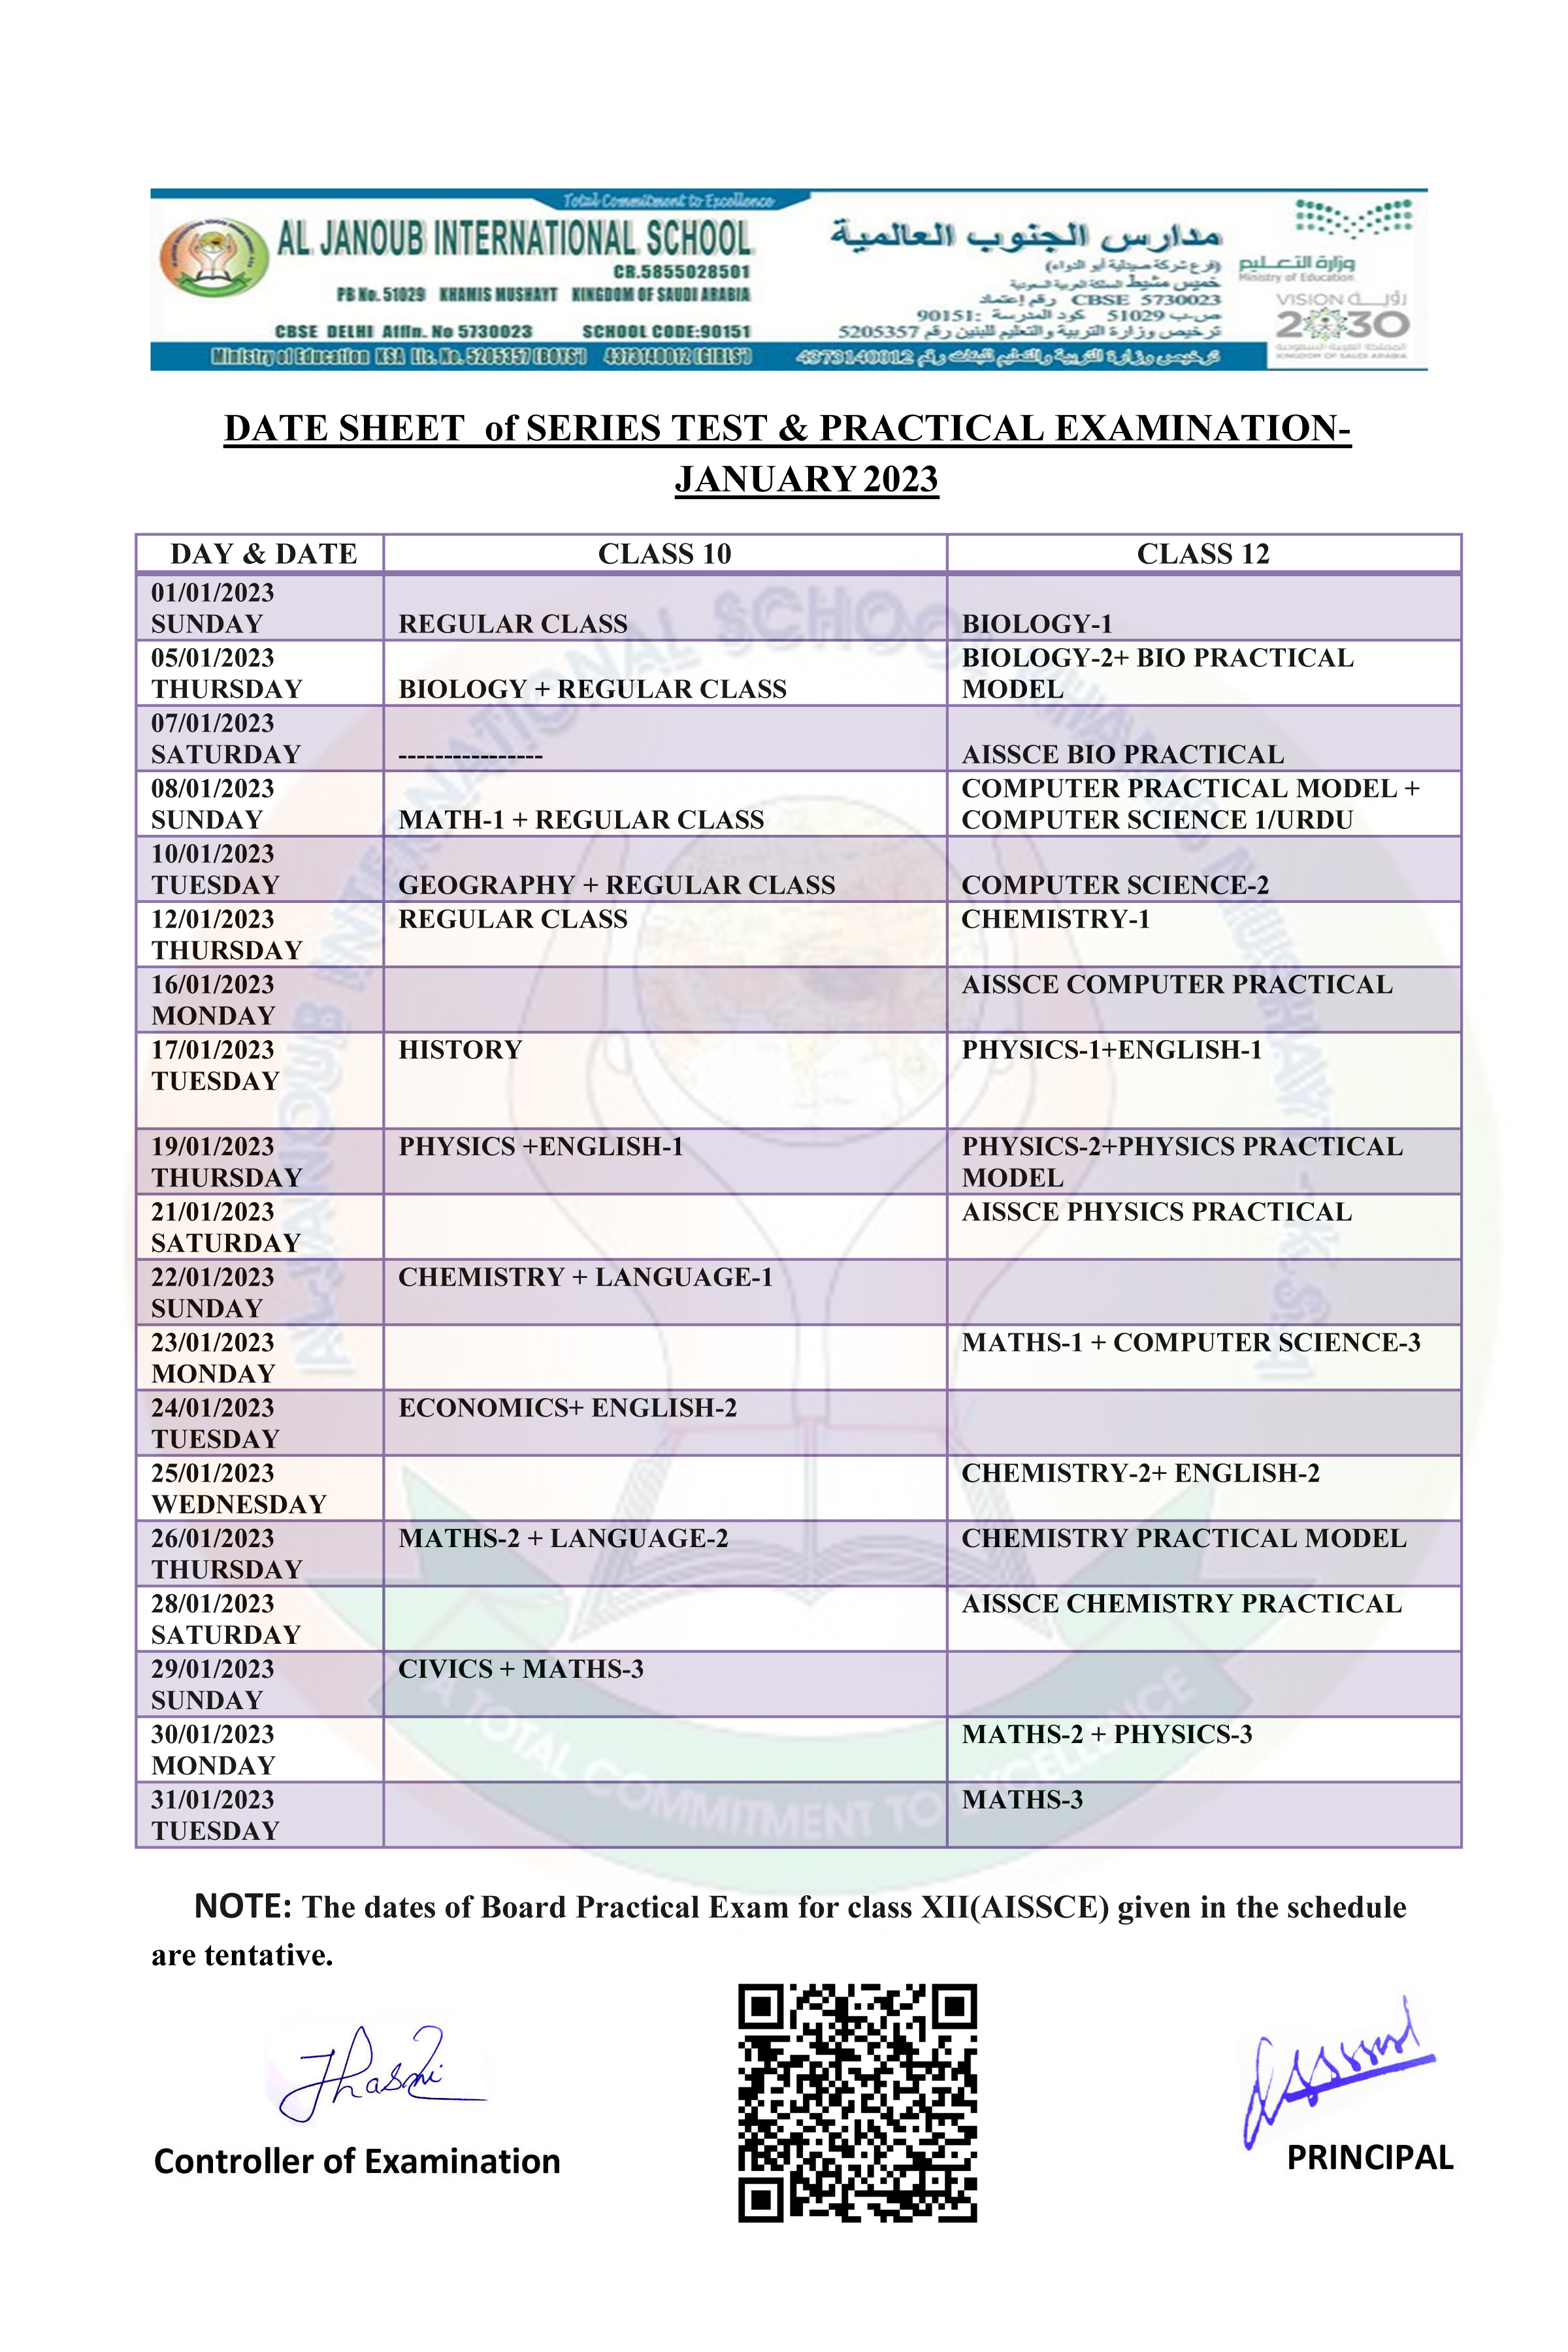 Total Commitment to Excellence
AL JANOUB INTERNATIONAL SCHOOL
CR.5855028501
PB No. 51029 KHAMIS MUSHAYT KINGDOM OF SAUDI ARABIA
CBSE DELHI Affln. No 5730023 SCHOOL CODE:90151
Ministry of Education KSA Lic. No. 5205357 (BOYS') 4373140012 (GIRLS')
مدارس الجنوب العالمية
(فرع شركة صيدلية أبو النواء)
خميس مشيط المملكة العربية السعودية
CBSE 5730023 رقم إعتماد
ص-ب 51029 كود المدرسة :90151
ترخيص وزارة التربية والتعليم للبنين رقم 5205357
ترخيص وزارة التربية والتعليم للبنات رقم 4373140012
وزارة التعليم
Ministry of Education
VISION رؤية
2030
المملكة العربية السعودية
KINGDOM OF SAUDI ARABIA
DATE SHEET of SERIES TEST & PRACTICAL EXAMINATION-
JANUARY 2023
DAY & DATE CLASS 10 CLASS 12
01/01/2023
SUNDAY REGULAR CLASS BIOLOGY-1
05/01/2023 BIOLOGY-2+ BIO PRACTICAL
THURSDAY BIOLOGY + REGULAR CLASS MODEL
07/01/2023
SATURDAY ---------------- AISSCE BIO PRACTICAL
08/01/2023 COMPUTER PRACTICAL MODEL +
SUNDAY MATH-1 + REGULAR CLASS COMPUTER SCIENCE 1/URDU
10/01/2023
TUESDAY GEOGRAPHY + REGULAR CLASS COMPUTER SCIENCE-2
12/01/2023 REGULAR CLASS CHEMISTRY-1
THURSDAY
16/01/2023 AISSCE COMPUTER PRACTICAL
MONDAY
17/01/2023 HISTORY PHYSICS-1+ENGLISH-1
TUESDAY
19/01/2023 PHYSICS +ENGLISH-1 PHYSICS-2+PHYSICS PRACTICAL
THURSDAY MODEL
21/01/2023 AISSCE PHYSICS PRACTICAL
SATURDAY
22/01/2023 CHEMISTRY + LANGUAGE-1
SUNDAY
23/01/2023 MATHS-1 + COMPUTER SCIENCE-3
MONDAY
24/01/2023 ECONOMICS+ ENGLISH-2
TUESDAY
25/01/2023 CHEMISTRY-2+ ENGLISH-2
WEDNESDAY
26/01/2023 MATHS-2 + LANGUAGE-2 CHEMISTRY PRACTICAL MODEL
THURSDAY
28/01/2023 AISSCE CHEMISTRY PRACTICAL
SATURDAY
29/01/2023 CIVICS + MATHS-3
SUNDAY
30/01/2023 MATHS-2 + PHYSICS-3
MONDAY
31/01/2023 MATHS-3
TUESDAY
AL-JANOUB INTERNATIONAL SCHOOL KHAMIS MUSHAYT - K.S.A
A TOTAL COMMITMENT TO EXCELLENCE
NOTE: The dates of Board Practical Exam for class XII(AISSCE) given in the schedule
are tentative.
Controller of Examination
PRINCIPAL